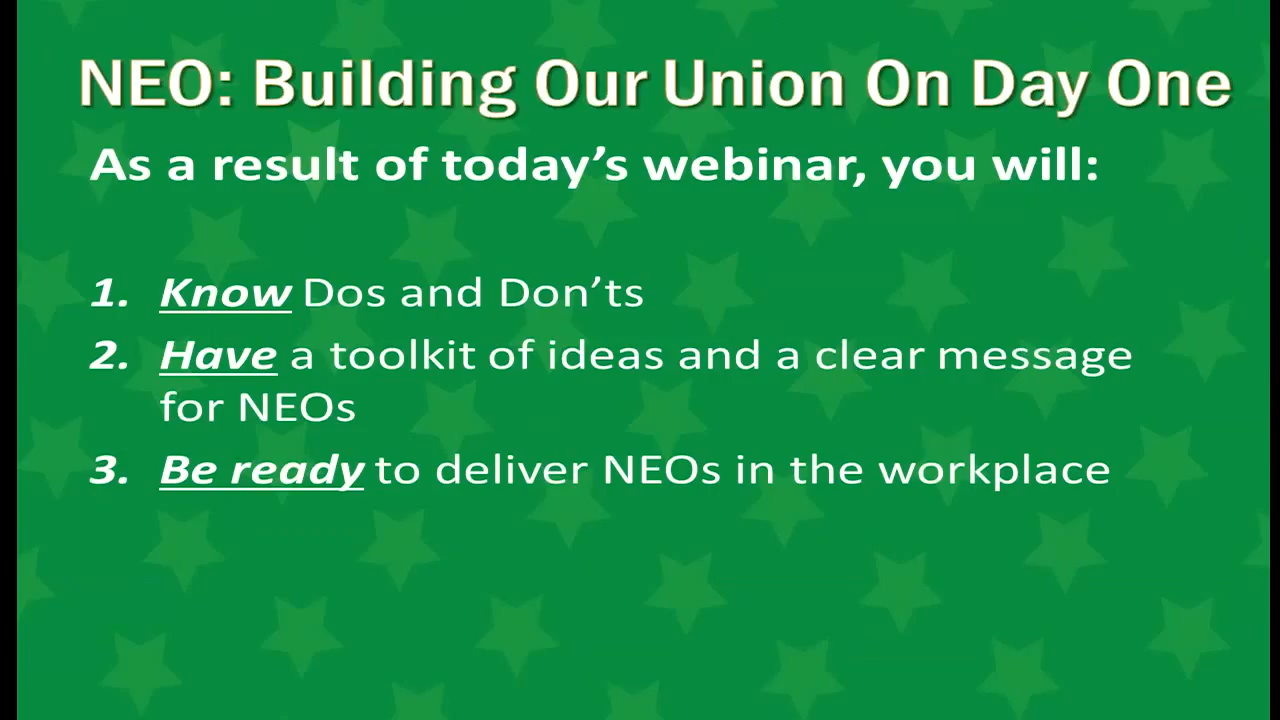 NEO: Building Our Union On Day One
As a result of today’s webinar, you will:
1. Know Dos and Don’ts
2. Have a toolkit of ideas and a clear message
for NEOs
3. Be ready to deliver NEOs in the workplace